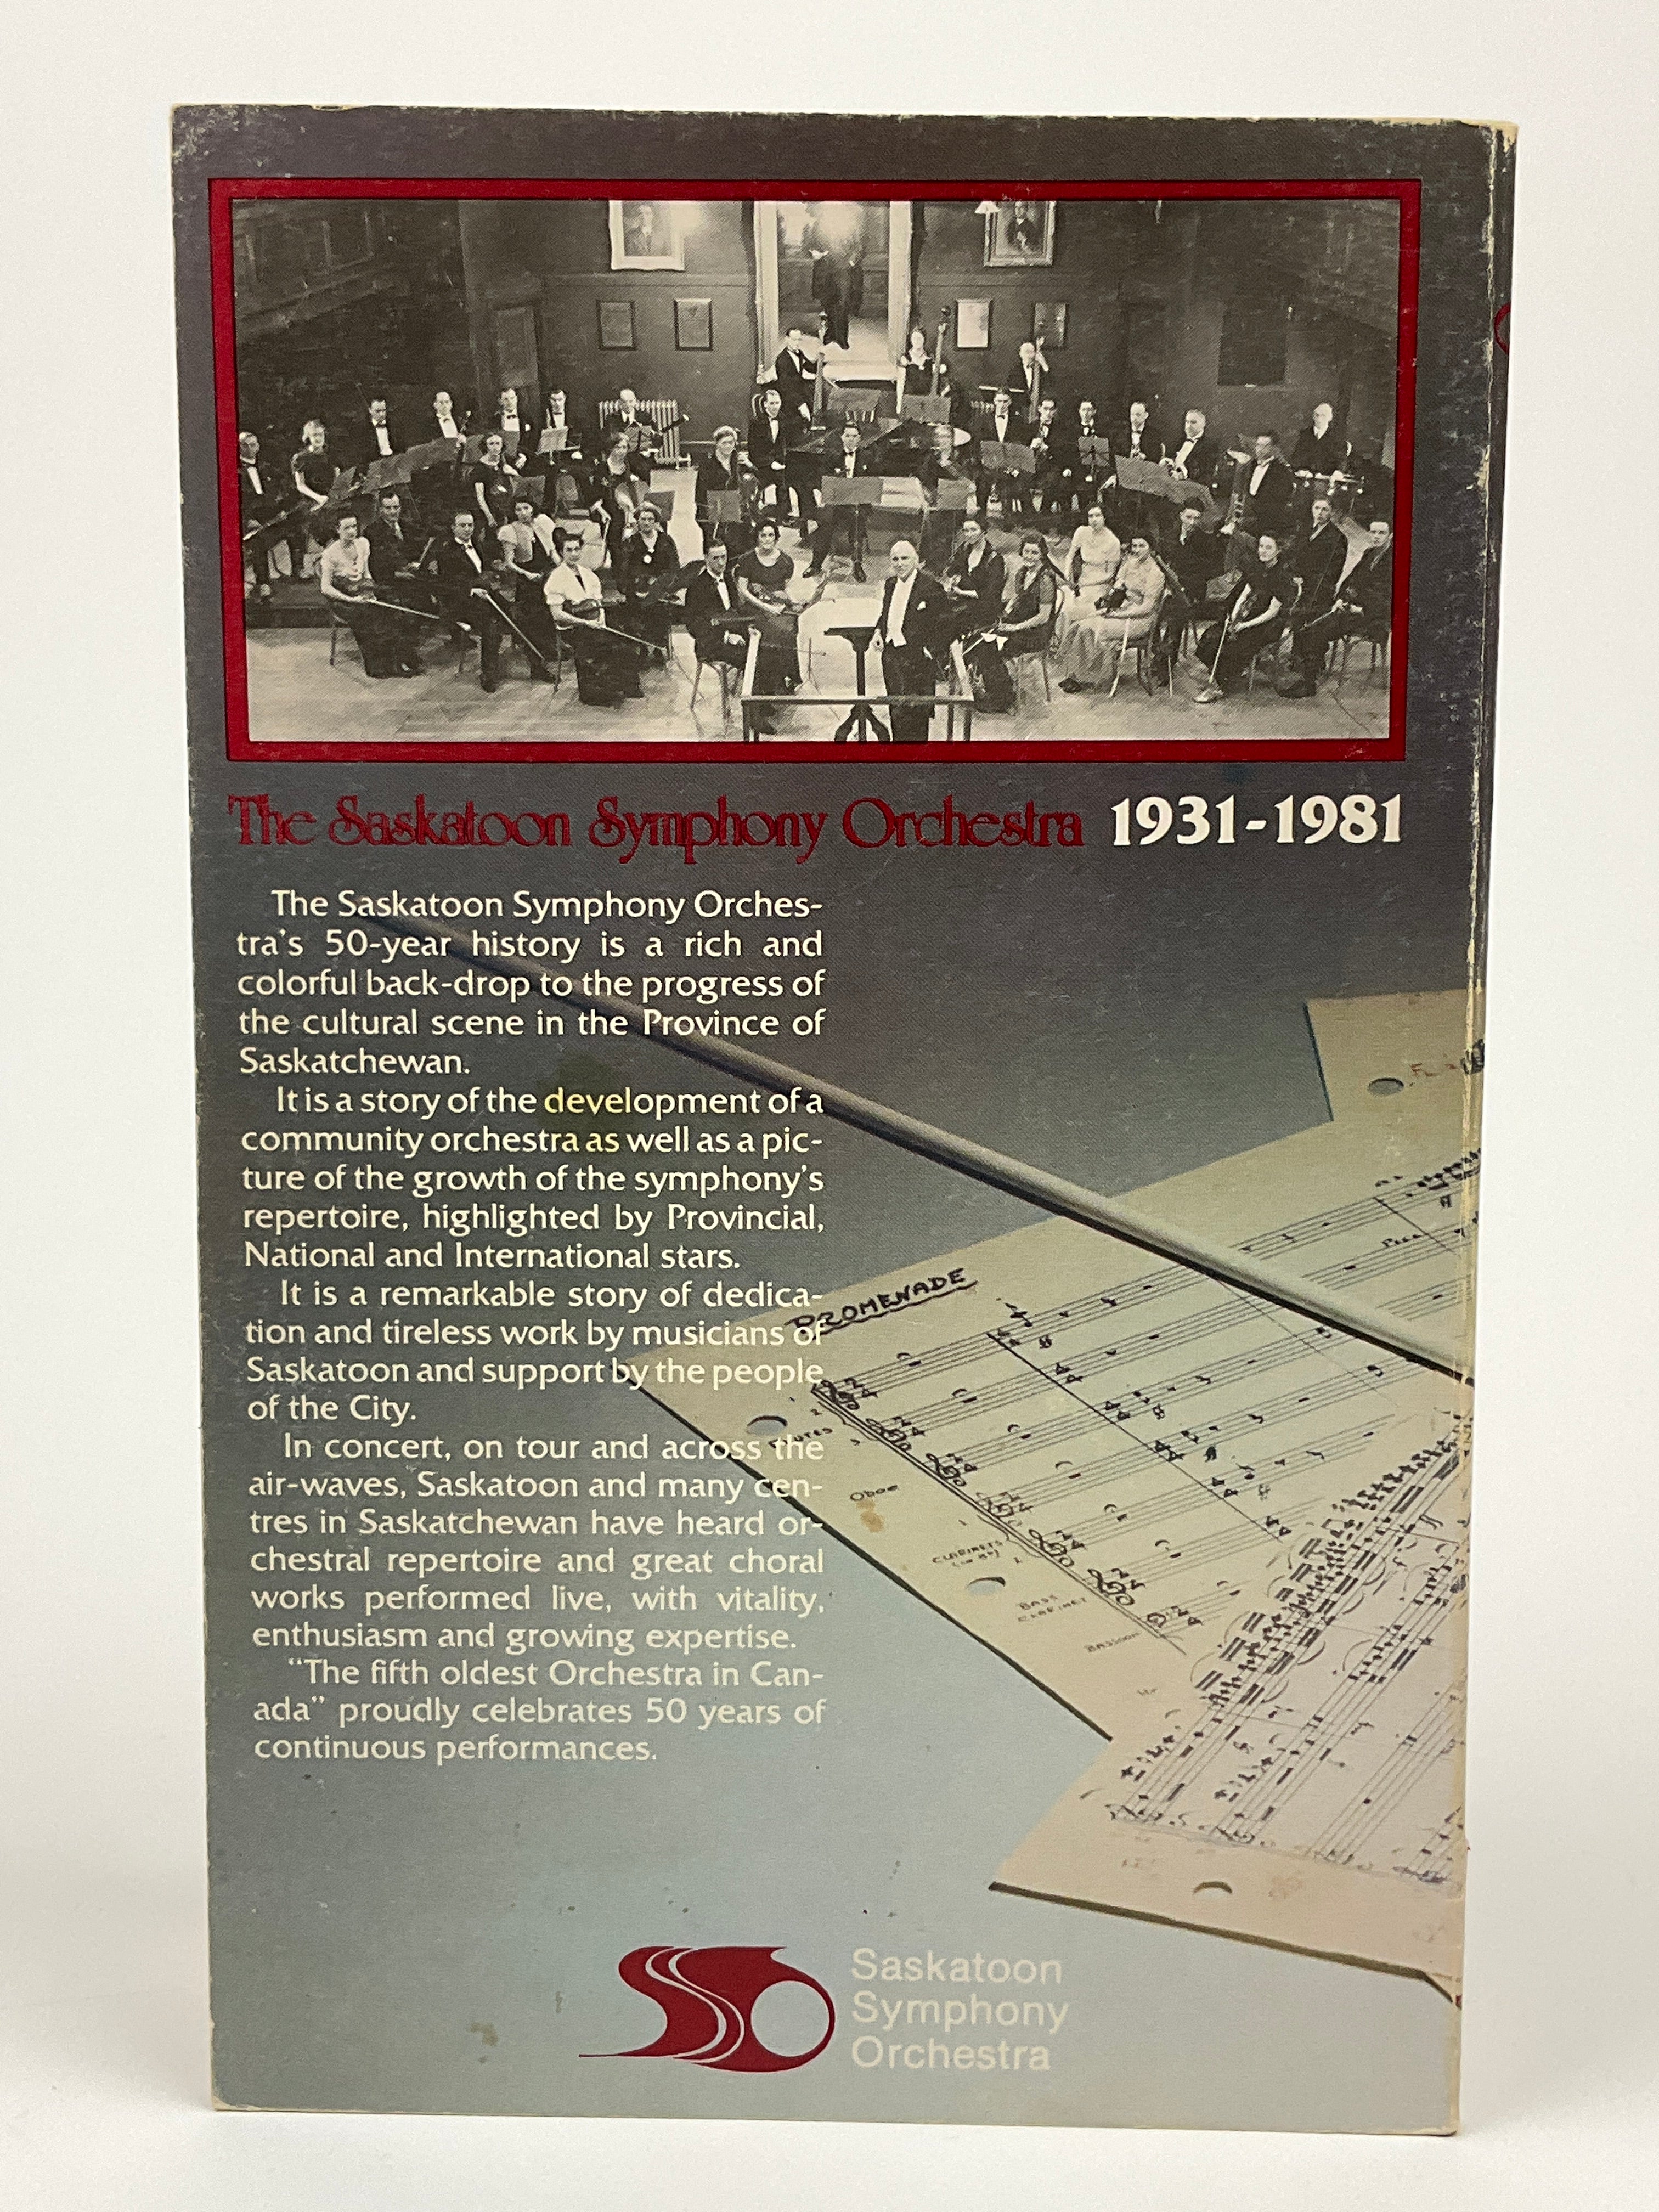 The Saskatoon Symphony Orchestra 1931-1981
The Saskatoon Symphony Orches-
tra's 50-year history is a rich and
colorful back-drop to the progress of
the cultural scene in the Province of
Saskatchewan.
It is a story of the development of a
community orchestra as well as a pic-
ture of the growth of the symphony's
repertoire, highlighted by Provincial,
National and International stars.
It is a remarkable story of dedica-
tion and tireless work by musicians of
Saskatoon and support by the people
of the City.
In concert, on tour and across the
air-waves, Saskatoon and many cen-
tres in Saskatchewan have heard or-
chestral repertoire and great choral
works performed live, with vitality,
enthusiasm and growing expertise.
"The fifth oldest Orchestra in Can-
ada" proudly celebrates 50 years of
continuous performances.
PROMENADE
FLUTES
Oboe
CLARINETS
BASS
CLARINET
BASSOON
Saskatoon
Symphony
Orchestra